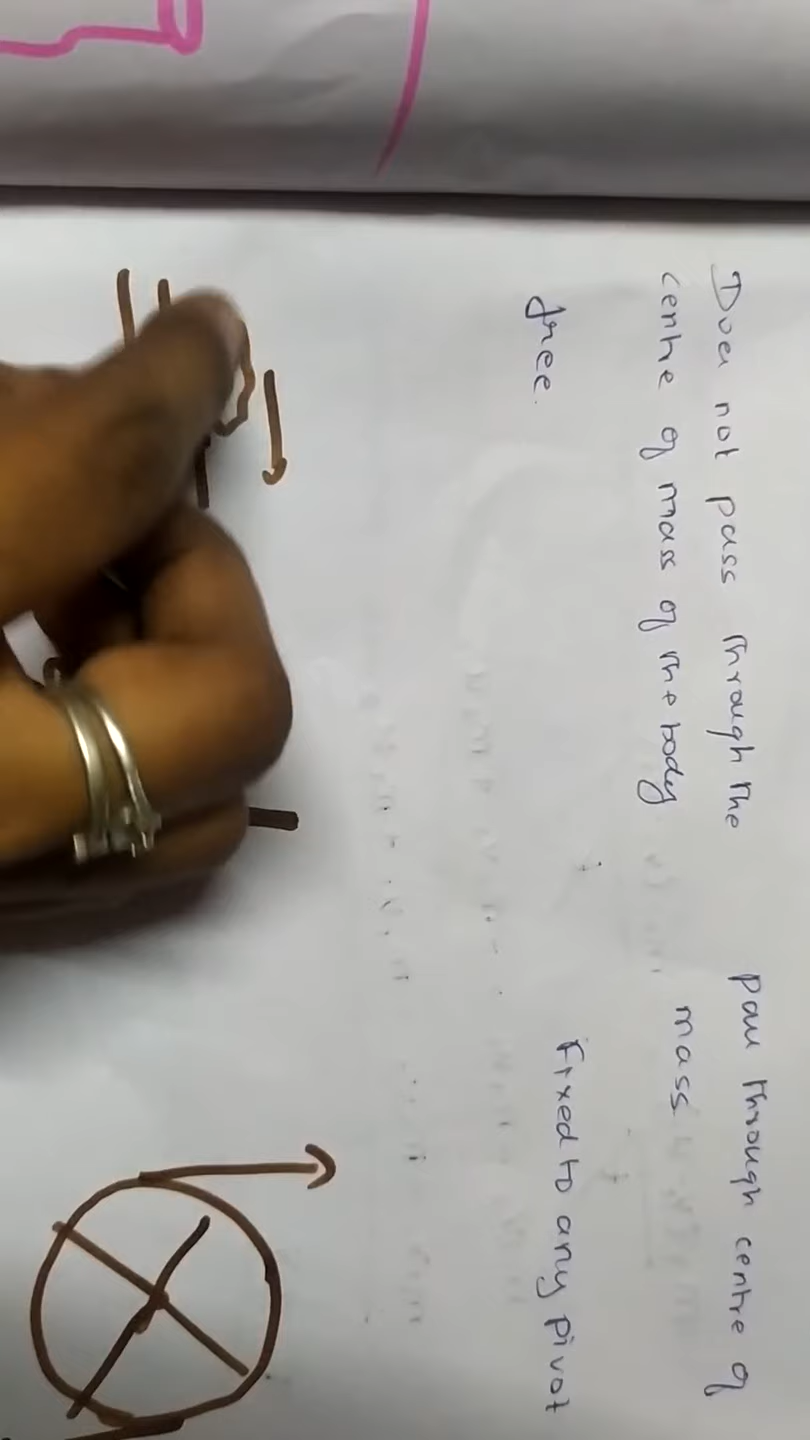 Does not pass through the
centre of mass of the body
free.
Pass through centre of
mass
Fixed to any pivot